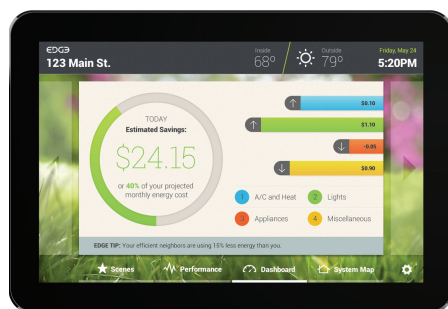 EDGE
123 Main St.
Inside
68°
Outside
79°
Friday, May 24
5:20PM
TODAY
Estimated Savings:
$24.15
or 40% of your projected
monthly energy cost
$0.10
$1.10
-0.05
$0.90
1 A/C and Heat
2 Lights
3 Appliances
4 Miscellaneous
EDGE TIP: Your efficient neighbors are using 15% less energy than you.
Scenes
Performance
Dashboard
System Map